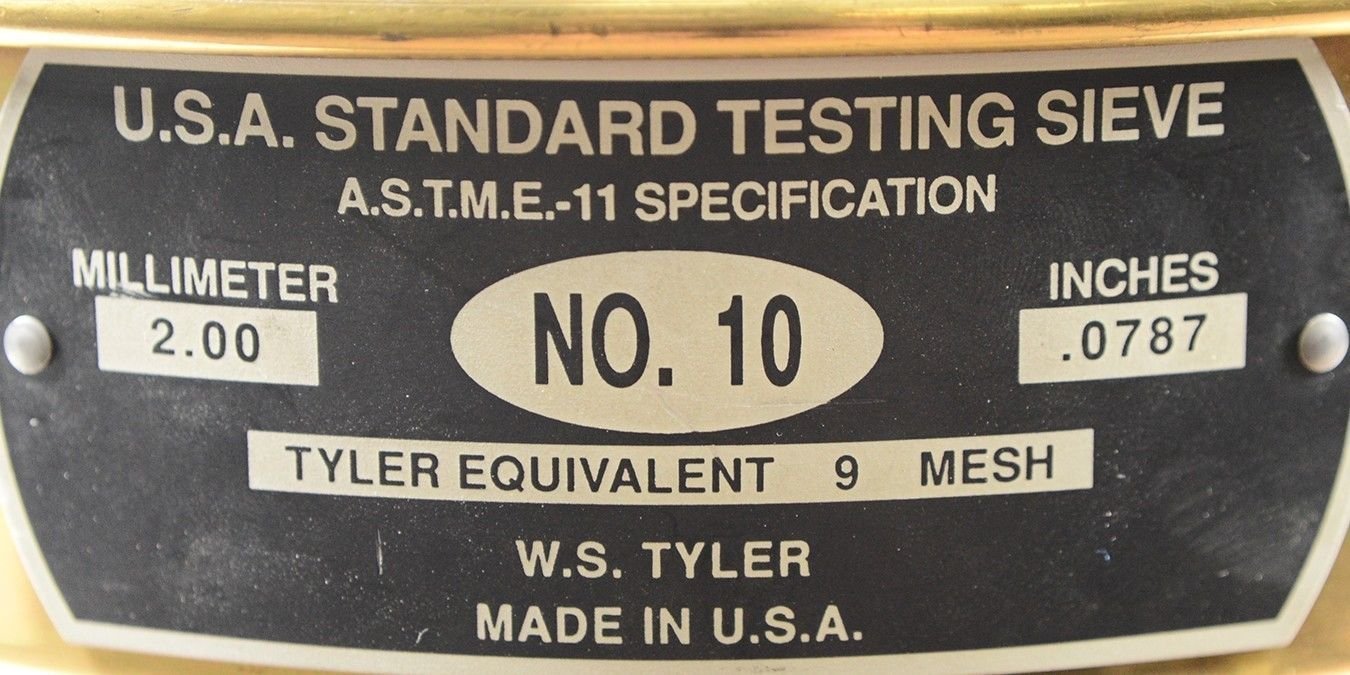 U.S.A. STANDARD TESTING SIEVE
A.S.T.M.E.-11 SPECIFICATION
MILLIMETER INCHES
2.00 NO. 10 .0787
TYLER EQUIVALENT 9 MESH
W.S. TYLER
MADE IN U.S.A.